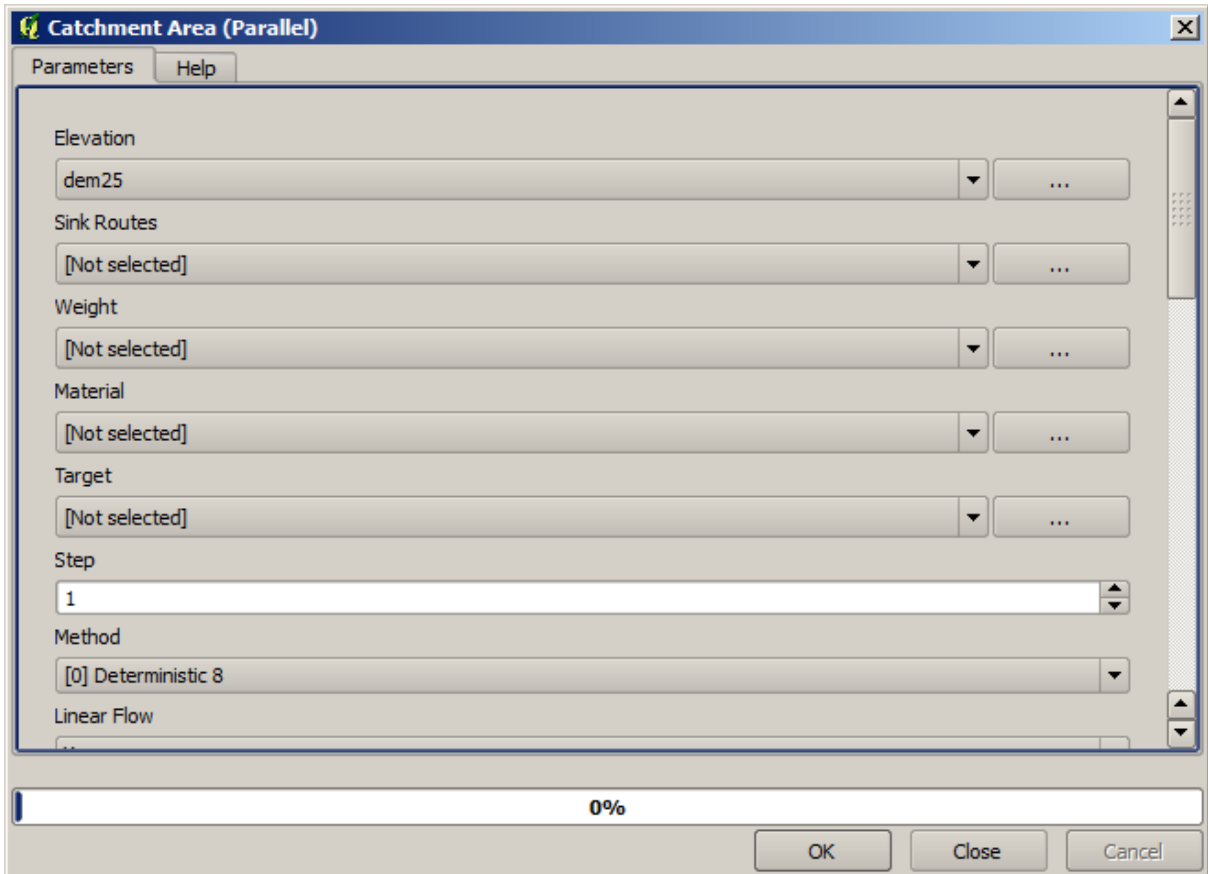 Catchment Area (Parallel)
Parameters Help
Elevation
dem25 ...
Sink Routes
[Not selected] ...
Weight
[Not selected] ...
Material
[Not selected] ...
Target
[Not selected] ...
Step
1
Method
[0] Deterministic 8
Linear Flow
0%
OK Close Cancel